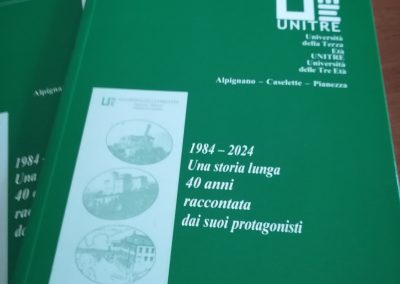 UNITRE
Università
della Terza
Età
UNITRE
Università
delle Tre Età
Alpignano – Caselette – Pianezza
1984 – 2024
Una storia lunga
40 anni
raccontata
dai suoi protagonisti
Alpig
1984
Una
40 a
racc